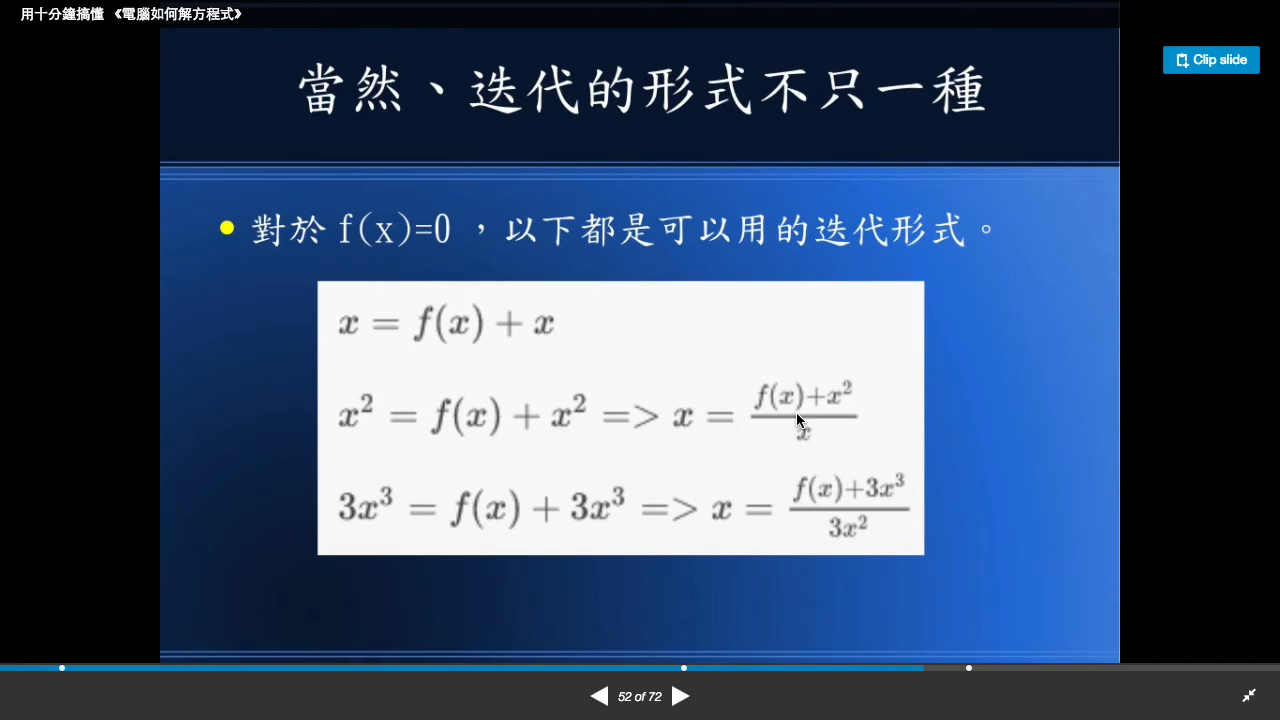 用十分鐘搞懂 《電腦如何解方程式》
Clip slide
當然、迭代的形式不只一種
對於 f(x)=0 ，以下都是可以用的迭代形式。
x = f(x) + x
x² = f(x) + x² => x = \frac{f(x)+x²}{x}
3x³ = f(x) + 3x³ => x = \frac{f(x)+3x³}{3x²}
52 of 72